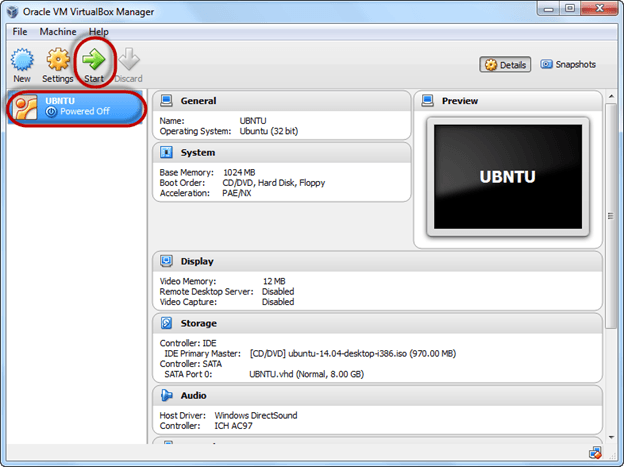 Oracle VM VirtualBox Manager
File Machine Help
New Settings Start Discard
Details Snapshots
UBNTU
Powered Off
General
Name: UBNTU
Operating System: Ubuntu (32 bit)
System
Base Memory: 1024 MB
Boot Order: CD/DVD, Hard Disk, Floppy
Acceleration: PAE/NX
Preview
UBNTU
Display
Video Memory: 12 MB
Remote Desktop Server: Disabled
Video Capture: Disabled
Storage
Controller: IDE
IDE Primary Master: [CD/DVD] ubuntu-14.04-desktop-i386.iso (970.00 MB)
Controller: SATA
SATA Port 0: UBNTU.vhd (Normal, 8.00 GB)
Audio
Host Driver: Windows DirectSound
Controller: ICH AC97